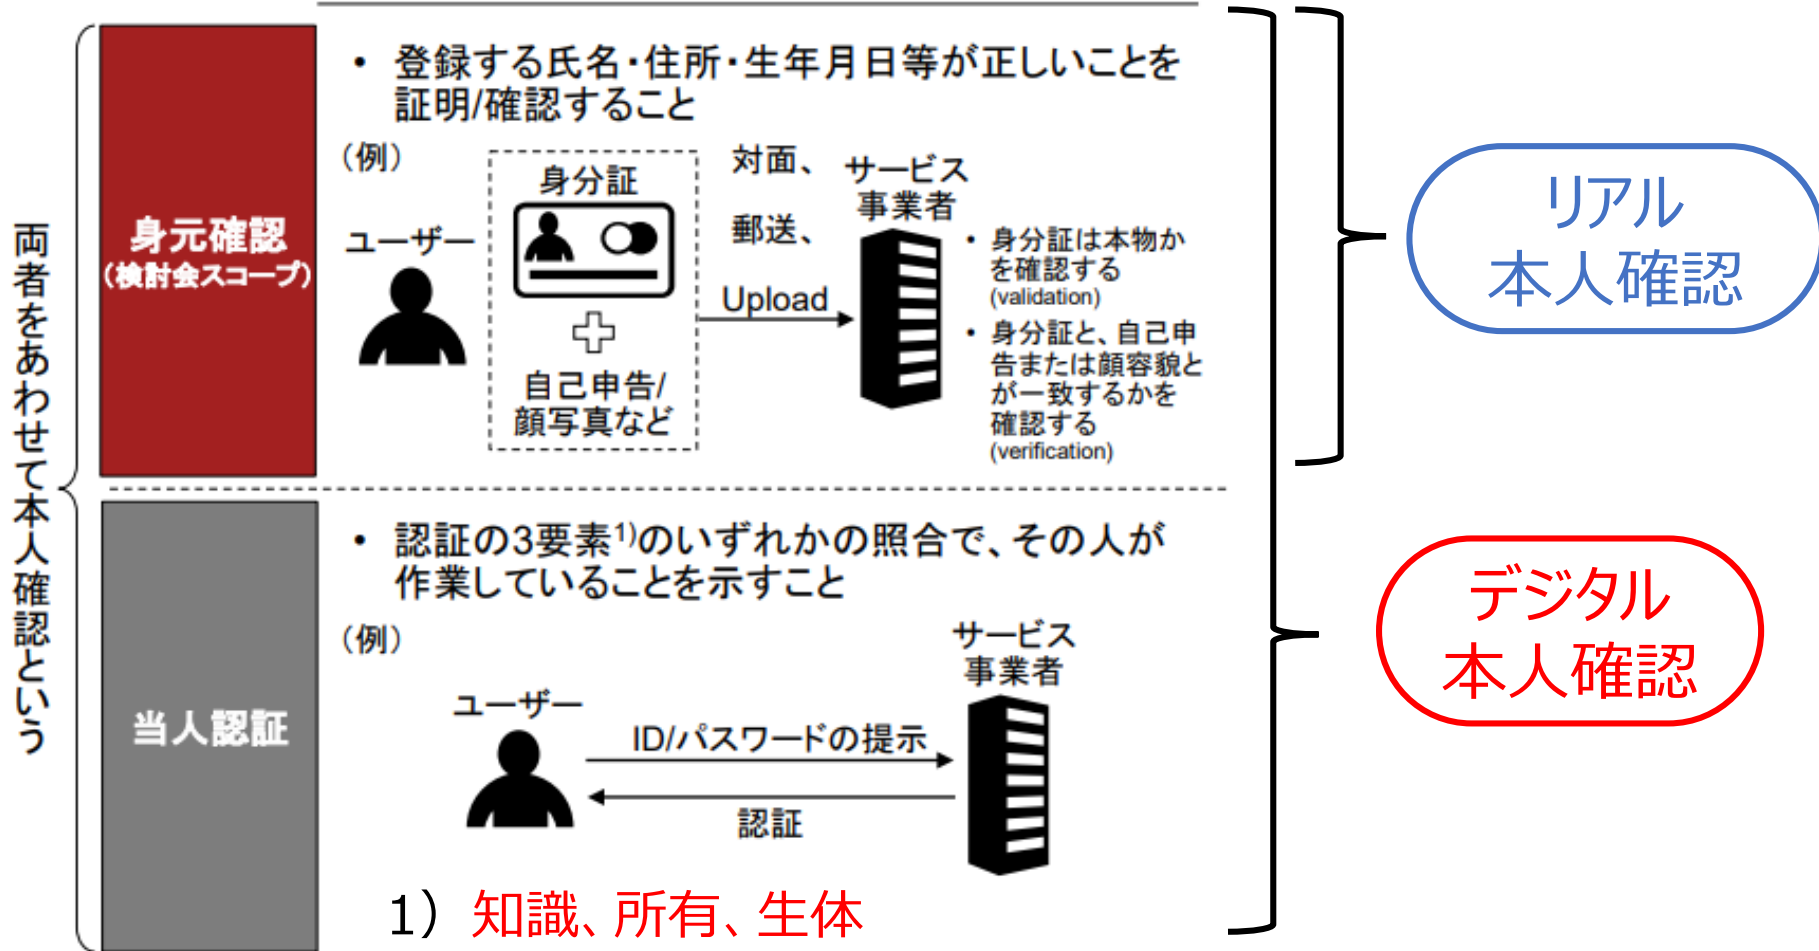 両者をあわせて本人確認という
身元確認
(検討会スコープ)
• 登録する氏名・住所・生年月日等が正しいことを
証明/確認すること
(例)
ユーザー
身分証
自己申告/
顔写真など
対面、
郵送、
Upload
サービス
事業者
• 身分証は本物か
を確認する
(validation)
• 身分証と、自己申
告または顔容貌と
が一致するかを
確認する
(verification)
リアル
本人確認
当人認証
• 認証の3要素1)のいずれかの照合で、その人が
作業していることを示すこと
(例)
ユーザー
ID/パスワードの提示
認証
サービス
事業者
1) 知識、所有、生体
デジタル
本人確認